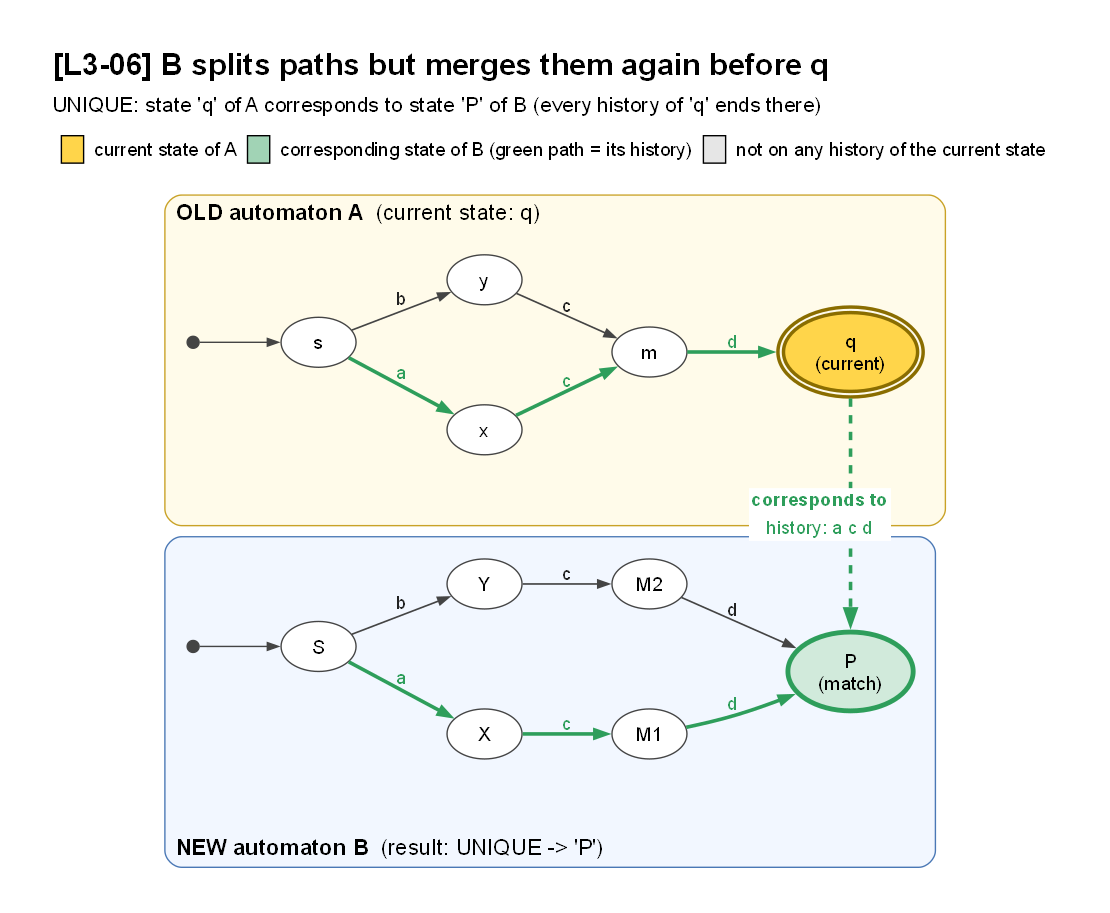 [L3-06] B splits paths but merges them again before q
UNIQUE: state 'q' of A corresponds to state 'P' of B (every history of 'q' ends there)
current state of A
corresponding state of B (green path = its history)
not on any history of the current state
OLD automaton A (current state: q)
s
b
y
c
a
x
c
m
d
q
(current)
corresponds to
history: a c d
S
b
Y
c
M2
d
a
X
c
M1
d
P
(match)
NEW automaton B (result: UNIQUE -> 'P')